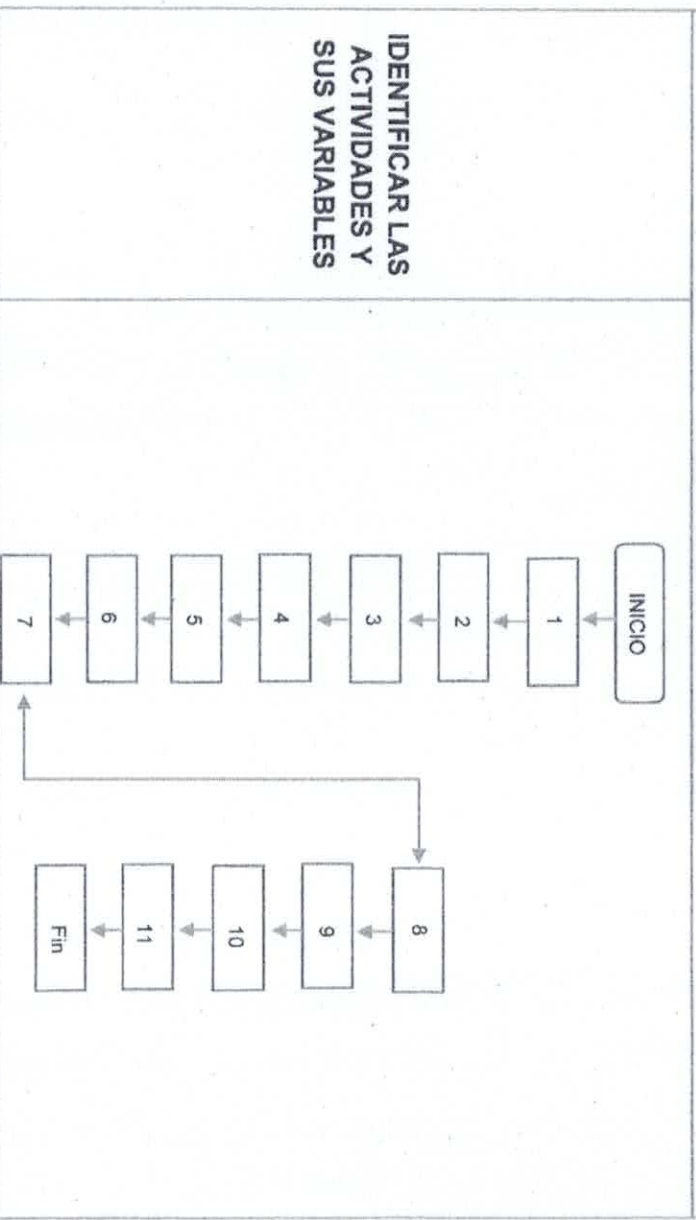 IDENTIFICAR LAS
ACTIVIDADES Y
SUS VARIABLES
INICIO
1
2
3
4
5
6
7
8
9
10
11
Fin